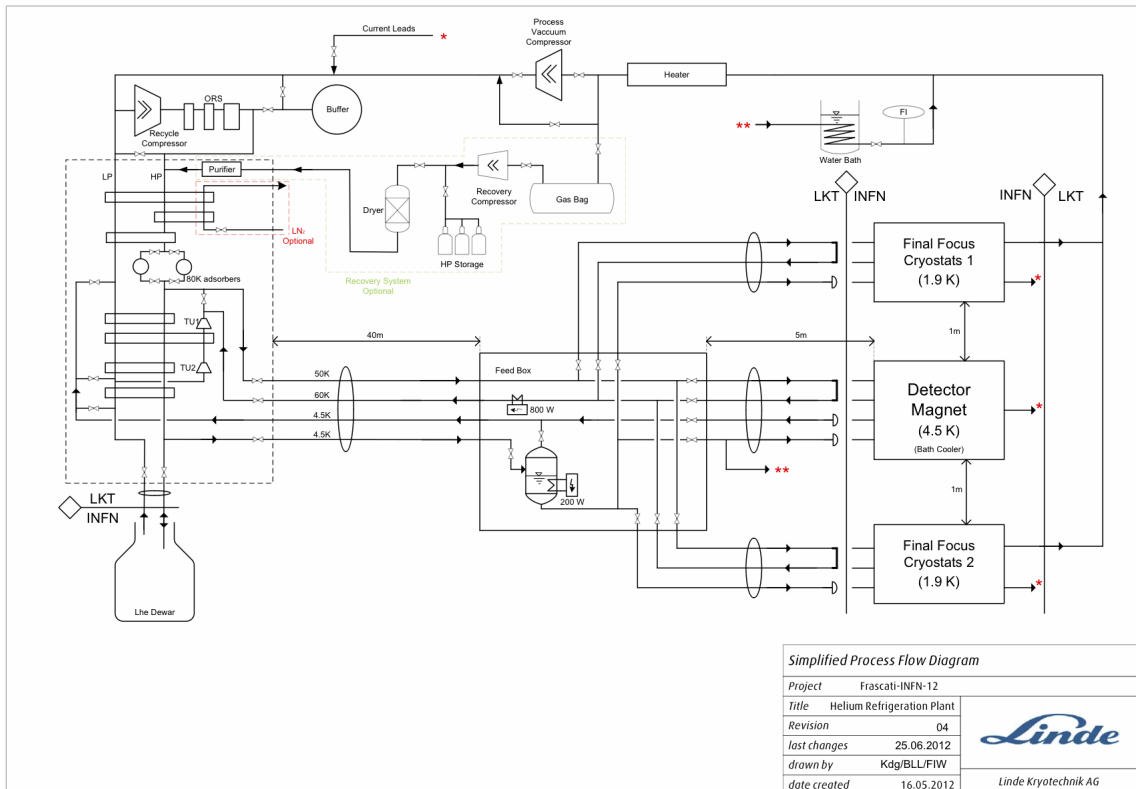 Current Leads
*
Process
Vaccuum
Compressor
Heater
ORS
Buffer
Recycle
Compressor
**
FI
Water Bath
LP
HP
Purifier
Recovery
Compressor
Gas Bag
Dryer
HP Storage
LN2
Optional
Recovery System
Optional
80K adsorbers
TU1
TU2
LKT
INFN
INFN
LKT
Final Focus
Cryostats 1
(1.9 K)
*
1m
40m
5m
Feed Box
50K
60K
4.5K
4.5K
800 W
200 W
**
Detector
Magnet
(4.5 K)
(Bath Cooler)
*
1m
Final Focus
Cryostats 2
(1.9 K)
*
LKT
INFN
Lhe Dewar
Simplified Process Flow Diagram
Project Frascati-INFN-12
Title Helium Refrigeration Plant
Revision 04
last changes 25.06.2012
drawn by Kdg/BLL/FIW
date created 16.05.2012
Linde
Linde Kryotechnik AG